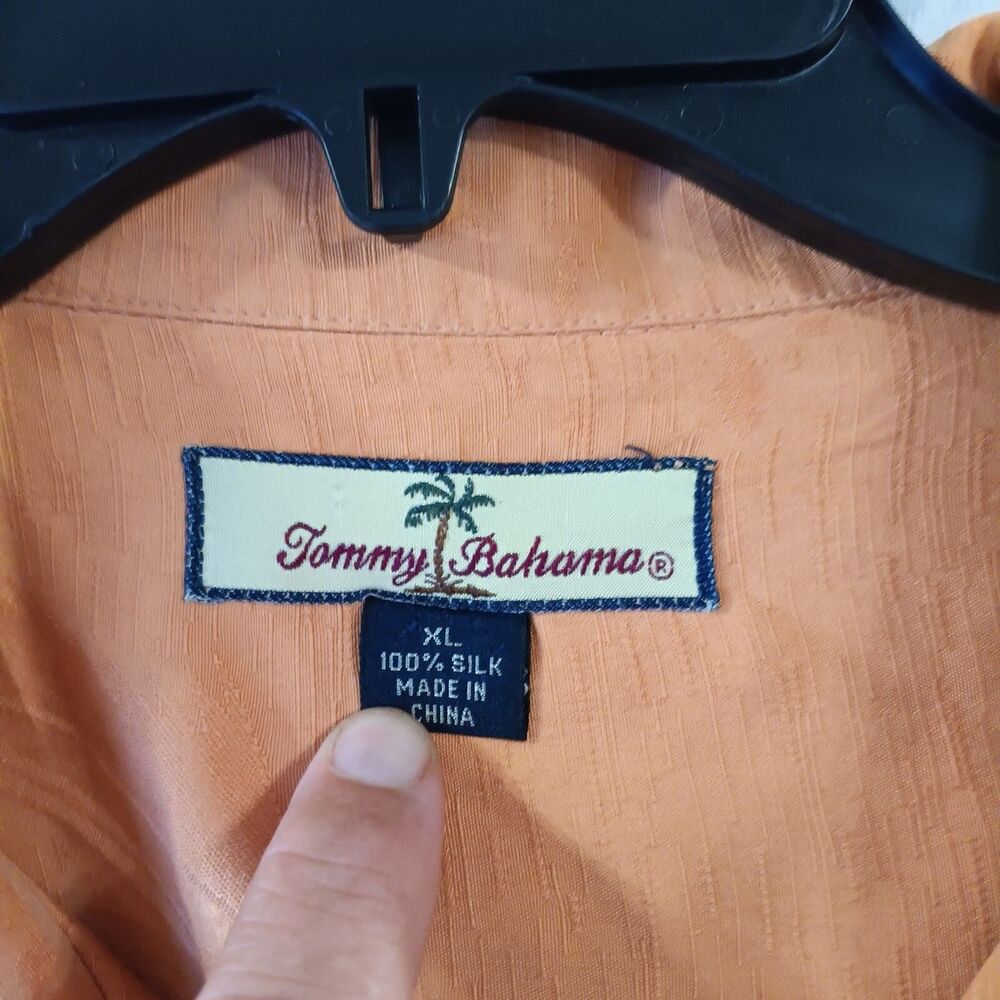 Tommy Bahama®
XL
100% SILK
MADE IN
CHINA